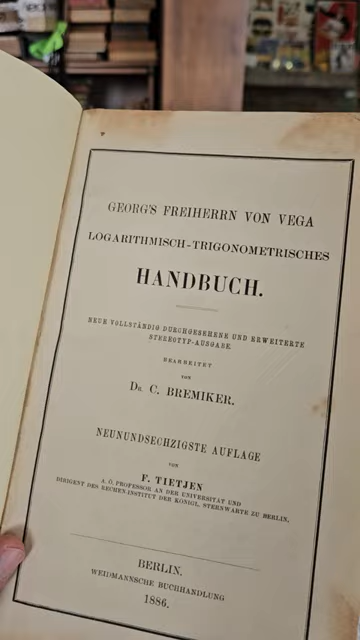 GEORG'S FREIHERRN VON VEGA
LOGARITHMISCH-TRIGONOMETRISCHES
HANDBUCH.
NEUE VOLLSTÄNDIG DURCHGESEHENE UND ERWEITERTE
STEREOTYP-AUSGABE.
BEARBEITET
VON
DR. C. BREMIKER.
NEUNUNDSECHZIGSTE AUFLAGE
VON
F. TIETJEN
A. O. PROFESSOR AN DER UNIVERSITÄT UND
DIRIGENT DES RECHEN-INSTITUT DER KÖNIGL. STERNWARTE ZU BERLIN.
BERLIN,
WEIDMANNSCHE BUCHHANDLUNG
1886.